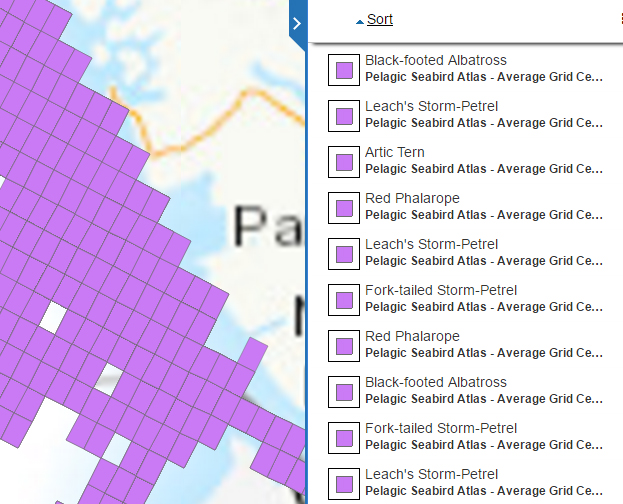 Sort
Black-footed Albatross
Pelagic Seabird Atlas - Average Grid Ce...
Leach's Storm-Petrel
Pelagic Seabird Atlas - Average Grid Ce...
Artic Tern
Pelagic Seabird Atlas - Average Grid Ce...
Red Phalarope
Pelagic Seabird Atlas - Average Grid Ce...
Leach's Storm-Petrel
Pelagic Seabird Atlas - Average Grid Ce...
Fork-tailed Storm-Petrel
Pelagic Seabird Atlas - Average Grid Ce...
Red Phalarope
Pelagic Seabird Atlas - Average Grid Ce...
Black-footed Albatross
Pelagic Seabird Atlas - Average Grid Ce...
Fork-tailed Storm-Petrel
Pelagic Seabird Atlas - Average Grid Ce...
Leach's Storm-Petrel
Pelagic Seabird Atlas - Average Grid Ce...
Pa